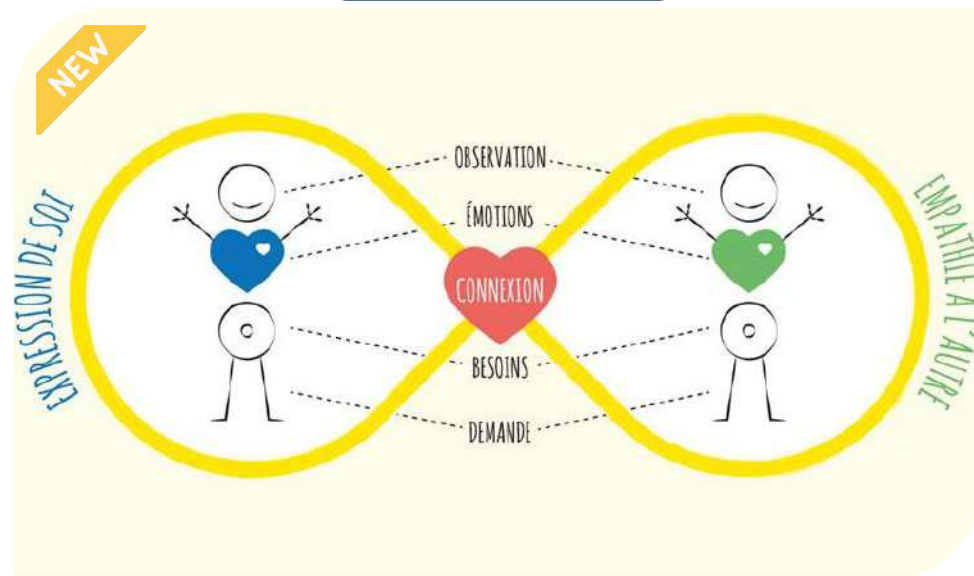 NEW
OBSERVATION
ÉMOTIONS
CONNEXION
BESOINS
DEMANDE
EXPRESSION DE SOI
EMPATHIE À L'AUTRE